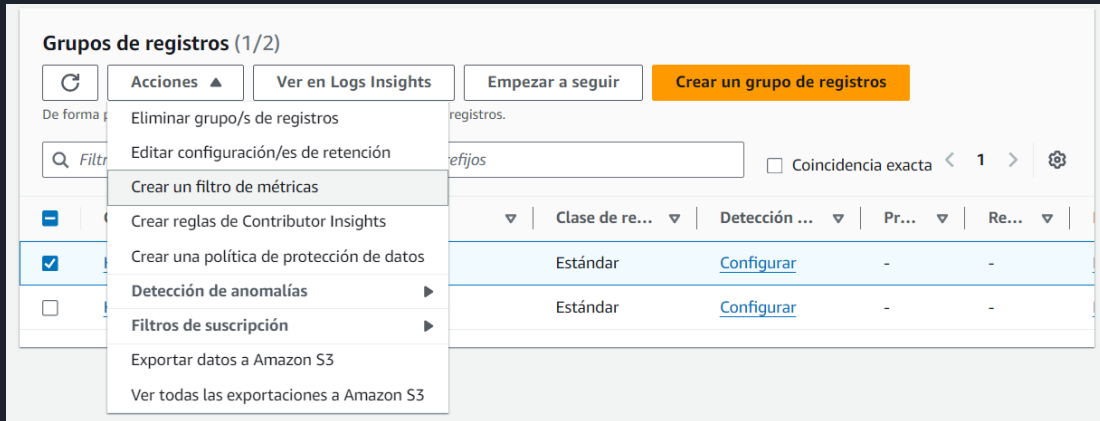 Grupos de registros (1/2)
Acciones Ver en Logs Insights Empezar a seguir Crear un grupo de registros
De forma registros.
Eliminar grupo/s de registros
Editar configuración/es de retención
Coincidencia exacta 1
Crear un filtro de métricas
Clase de re... Detección ... Pr... Re...
Crear reglas de Contributor Insights
Crear una política de protección de datos
Estándar Configurar - -
Detección de anomalías
Estándar Configurar - -
Filtros de suscripción
Exportar datos a Amazon S3
Ver todas las exportaciones a Amazon S3